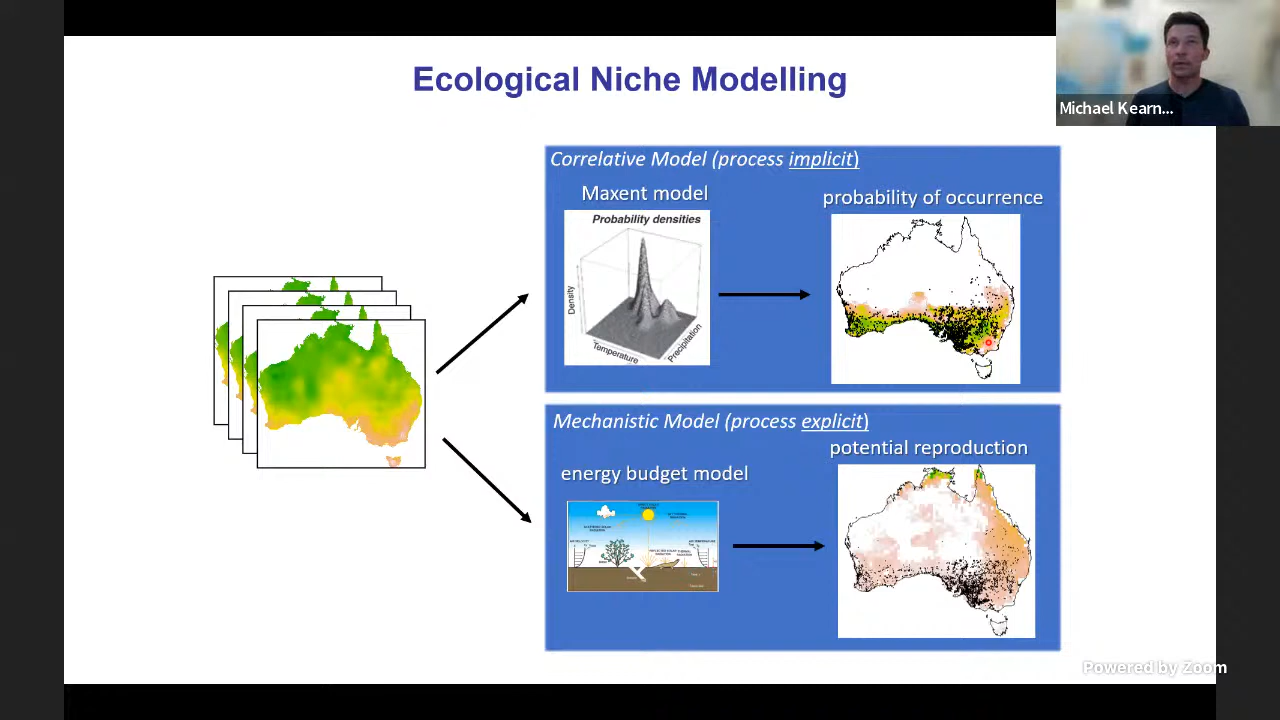 Ecological Niche Modelling
Michael Kearn...
Correlative Model (process implicit)
Maxent model
probability of occurrence
Probability densities
Density
Temperature
Precipitation
Mechanistic Model (process explicit)
potential reproduction
energy budget model
Powered by Zoom